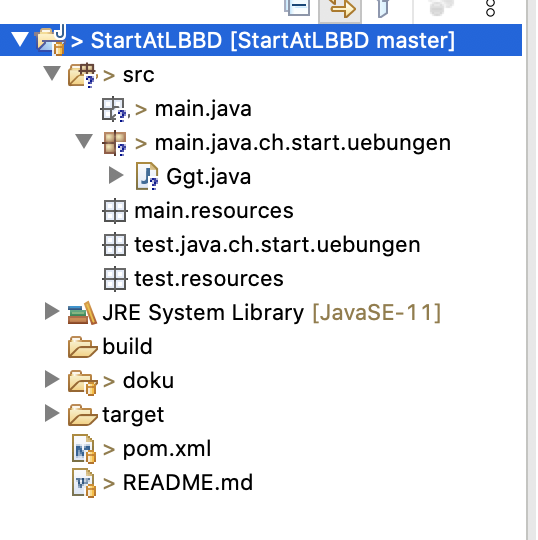 > StartAtLBBD [StartAtLBBD master]
> src
> main.java
> main.java.ch.start.uebungen
Ggt.java
main.resources
test.java.ch.start.uebungen
test.resources
JRE System Library [JavaSE-11]
build
> doku
target
> pom.xml
> README.md